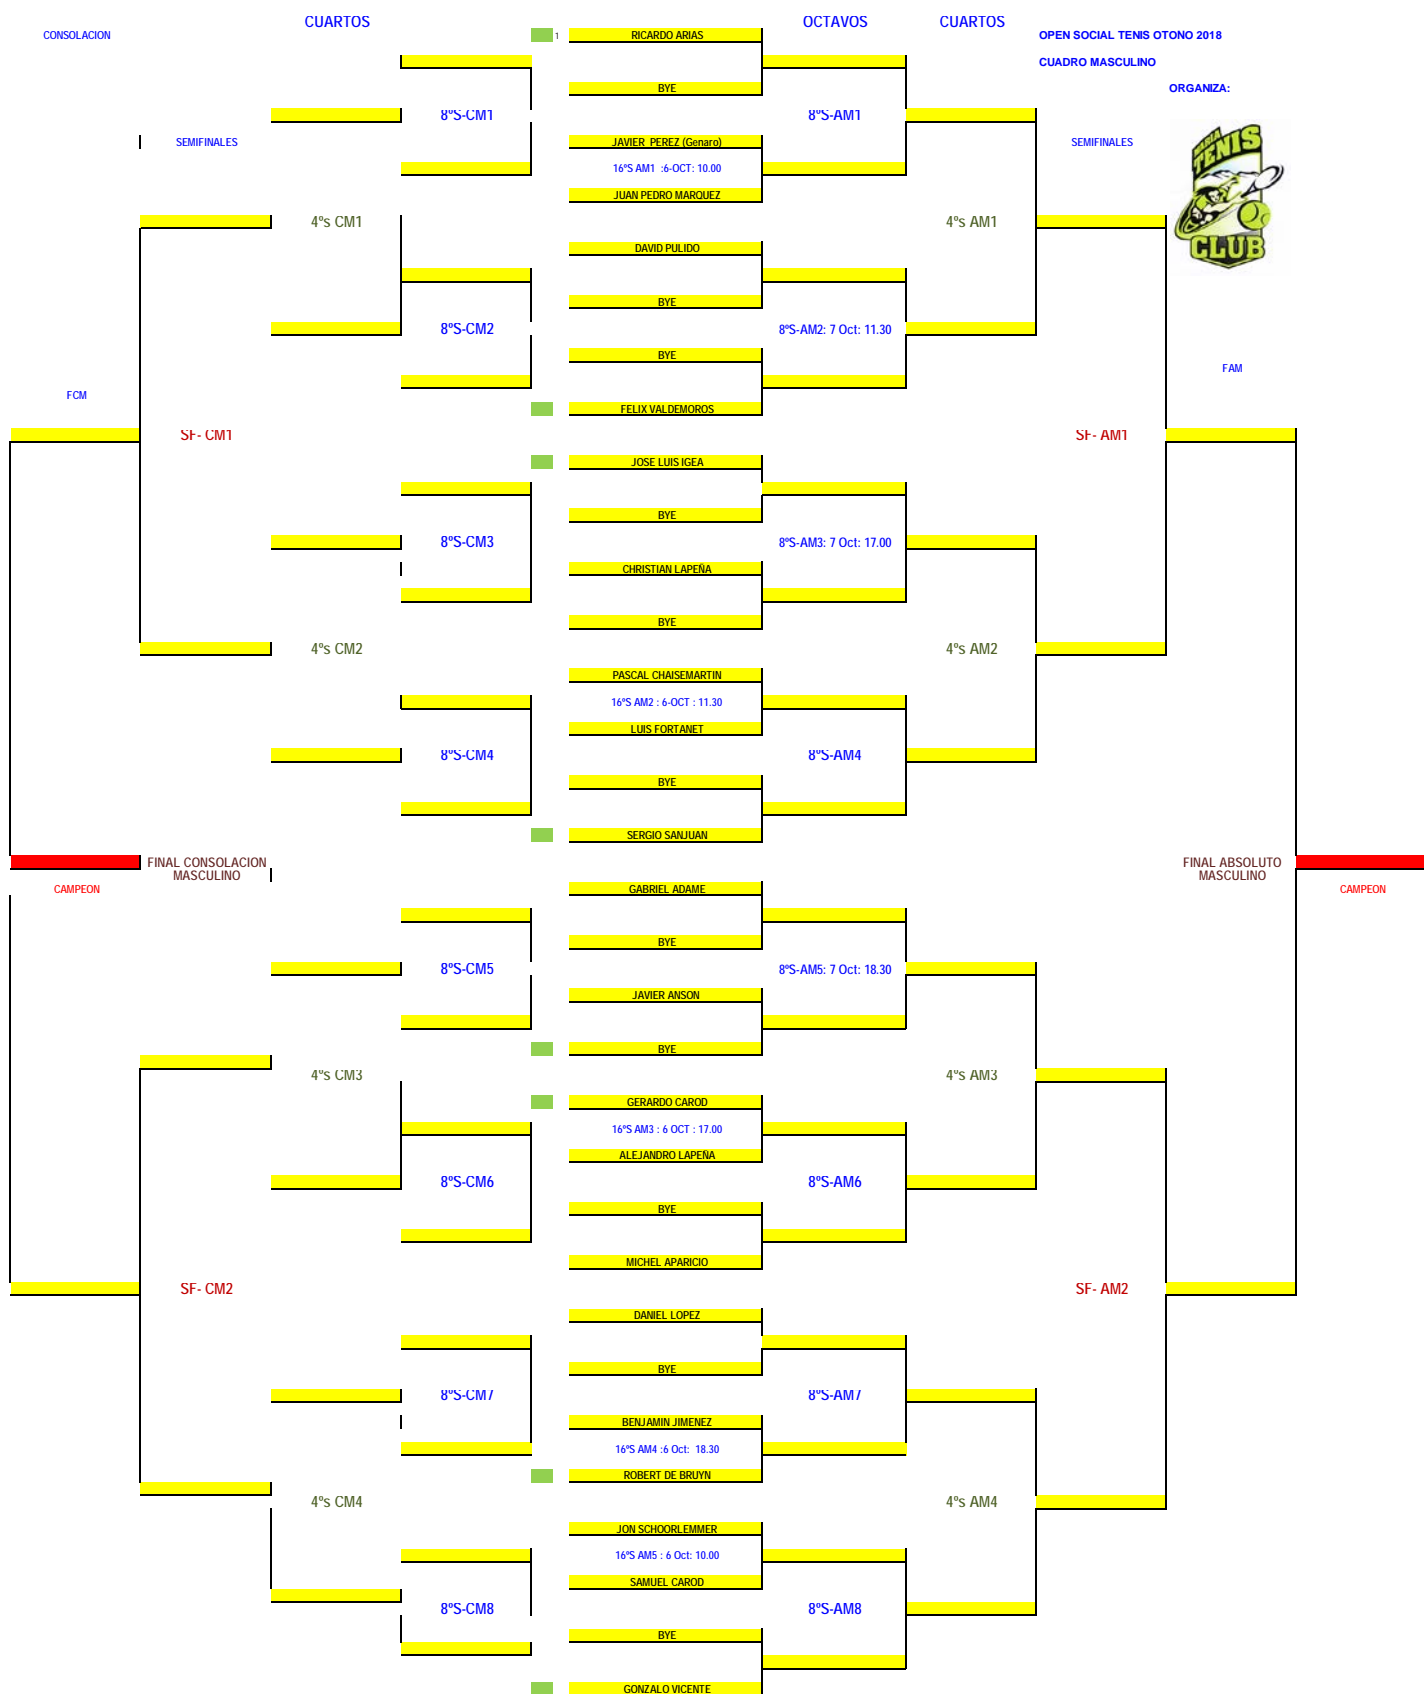 CUARTOS
OCTAVOS
CUARTOS
CONSOLACION
1
RICARDO ARIAS
OPEN SOCIAL TENIS OTONO 2018
CUADRO MASCULINO
BYE
ORGANIZA:
8ºS-CM1
8ºS-AM1
SEMIFINALES
JAVIER PEREZ (Genaro)
SEMIFINALES
16ºS AM1 :6-OCT: 10.00
JUAN PEDRO MARQUEZ
TENIS
CLUB
4ºs CM1
4ºs AM1
DAVID PULIDO
BYE
8ºS-CM2
8ºS-AM2: 7 Oct: 11.30
BYE
FAM
FCM
FELIX VALDEMOROS
SF- CM1
SF- AM1
JOSE LUIS IGEA
BYE
8ºS-CM3
8ºS-AM3: 7 Oct: 17.00
CHRISTIAN LAPEÑA
BYE
4ºs CM2
4ºs AM2
PASCAL CHAISEMARTIN
16ºS AM2 : 6-OCT : 11.30
LUIS FORTANET
8ºS-CM4
8ºS-AM4
BYE
SERGIO SANJUAN
FINAL CONSOLACION
MASCULINO
FINAL ABSOLUTO
MASCULINO
CAMPEON
GABRIEL ADAME
CAMPEON
BYE
8ºS-CM5
8ºS-AM5: 7 Oct: 18.30
JAVIER ANSON
BYE
4ºs CM3
4ºs AM3
GERARDO CAROD
16ºS AM3 : 6 OCT : 17.00
ALEJANDRO LAPEÑA
8ºS-CM6
8ºS-AM6
BYE
MICHEL APARICIO
SF- CM2
SF- AM2
DANIEL LOPEZ
BYE
8ºS-CM7
8ºS-AM7
BENJAMIN JIMENEZ
16ºS AM4 :6 Oct: 18.30
ROBERT DE BRUYN
4ºs CM4
4ºs AM4
JON SCHOORLEMMER
16ºS AM5 : 6 Oct: 10.00
SAMUEL CAROD
8ºS-CM8
8ºS-AM8
BYE
GONZALO VICENTE